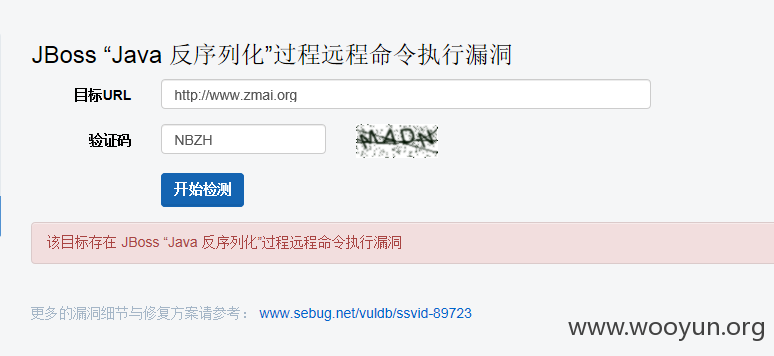 JBoss “Java 反序列化”过程远程命令执行漏洞
目标URL http://www.zmai.org
验证码 NBZH MADN
开始检测
该目标存在 JBoss “Java 反序列化”过程远程命令执行漏洞
更多的漏洞细节与修复方案请参考： www.sebug.net/vuldb/ssvid-89723
www.wooyun.org